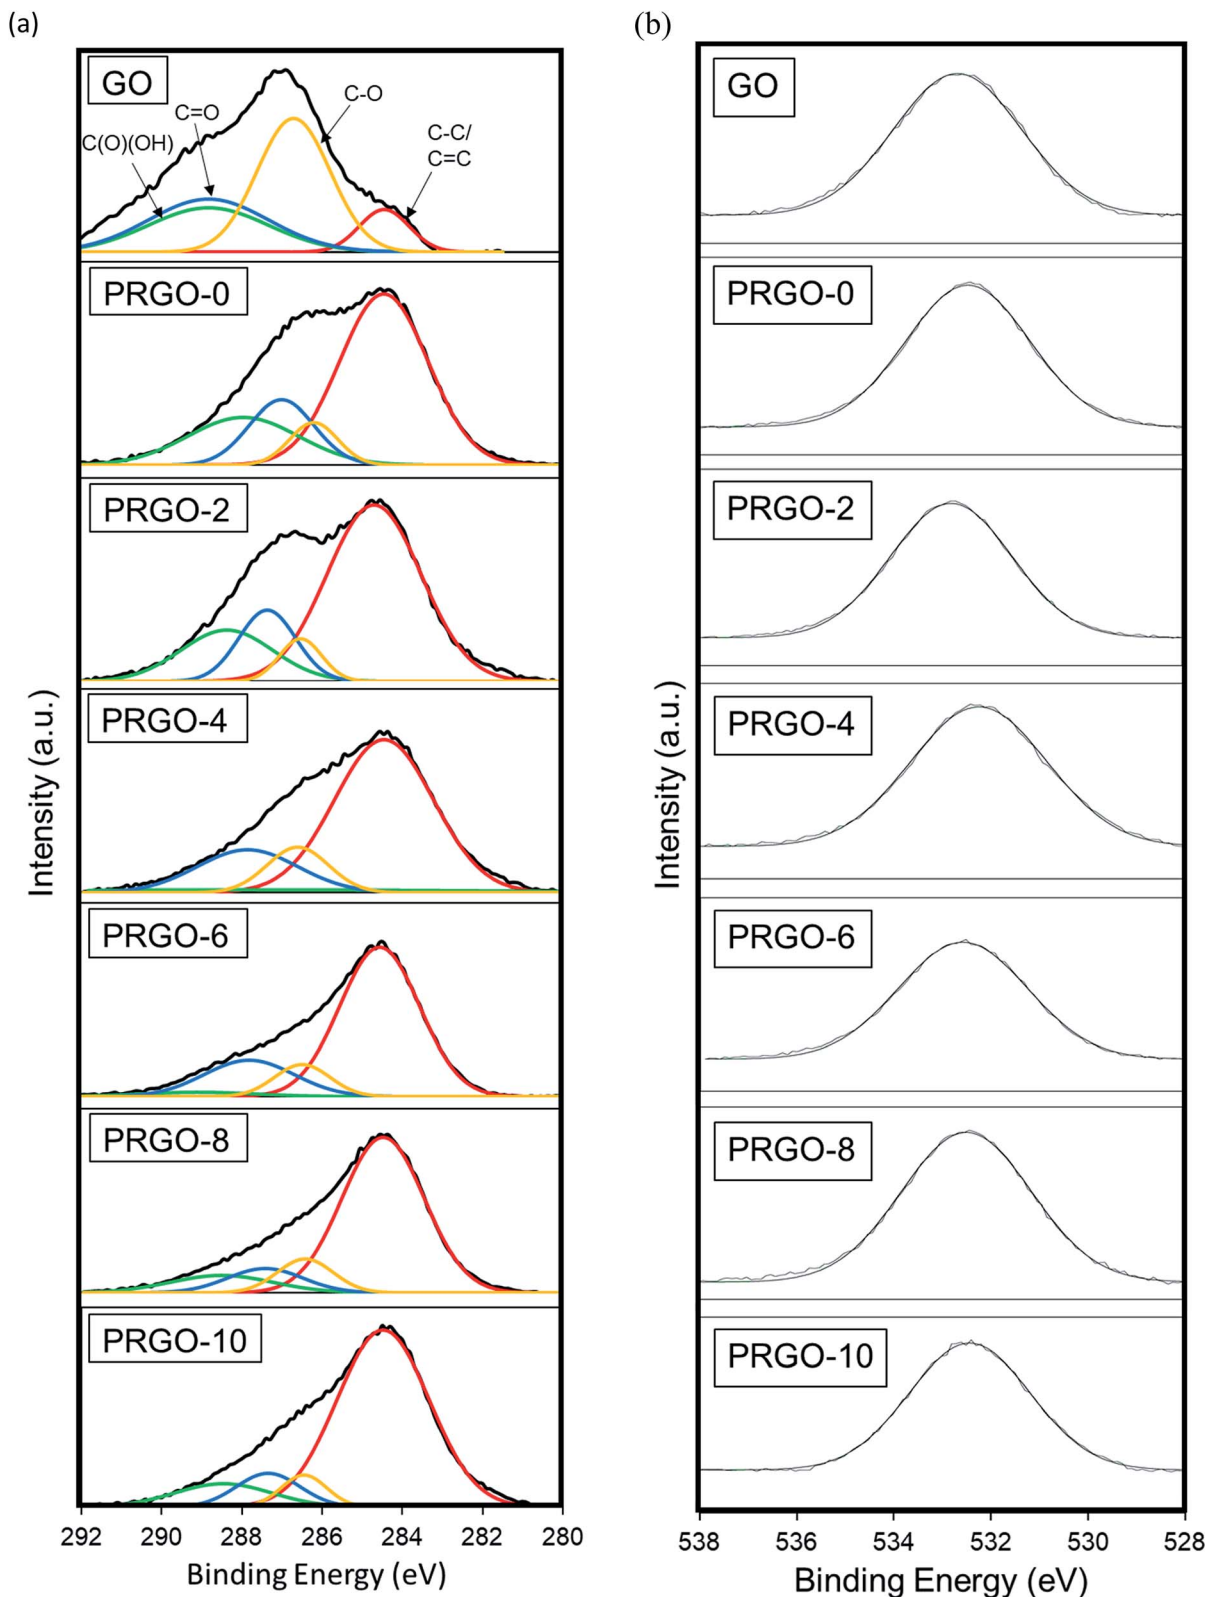 (a)
GO
C=O
C(O)(OH)
C-O
C-C/
C=C
PRGO-0
PRGO-2
PRGO-4
PRGO-6
PRGO-8
PRGO-10
Intensity (a.u.)
292 290 288 286 284 282 280
Binding Energy (eV)
(b)
GO
PRGO-0
PRGO-2
PRGO-4
PRGO-6
PRGO-8
PRGO-10
Intensity (a.u.)
538 536 534 532 530 528
Binding Energy (eV)